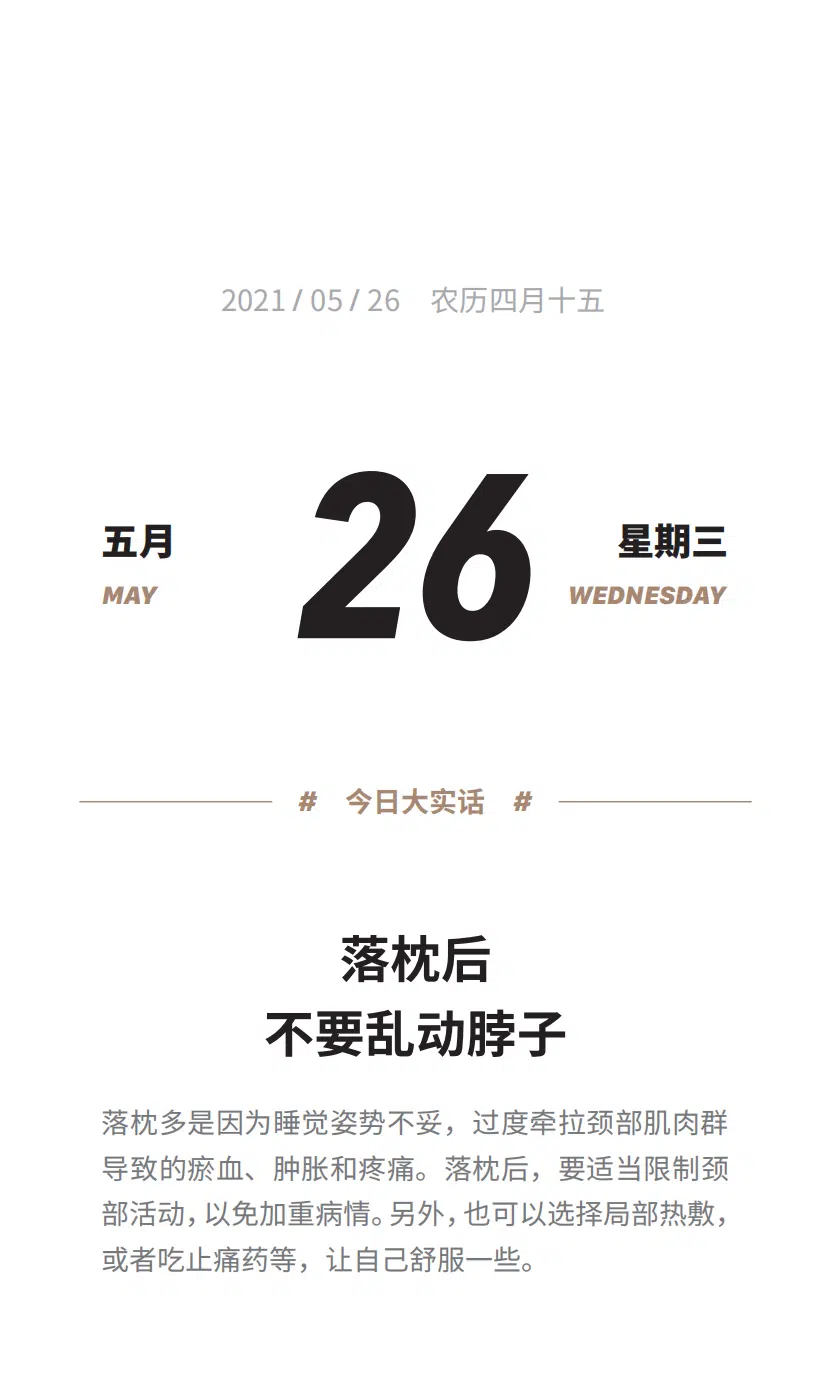 2021 / 05 / 26 农历四月十五
五月
MAY
26
星期三
WEDNESDAY
# 今日大实话 #
落枕后
不要乱动脖子
落枕多是因为睡觉姿势不妥，过度牵拉颈部肌肉群
导致的瘀血、肿胀和疼痛。落枕后，要适当限制颈
部活动，以免加重病情。另外，也可以选择局部热敷，
或者吃止痛药等，让自己舒服一些。